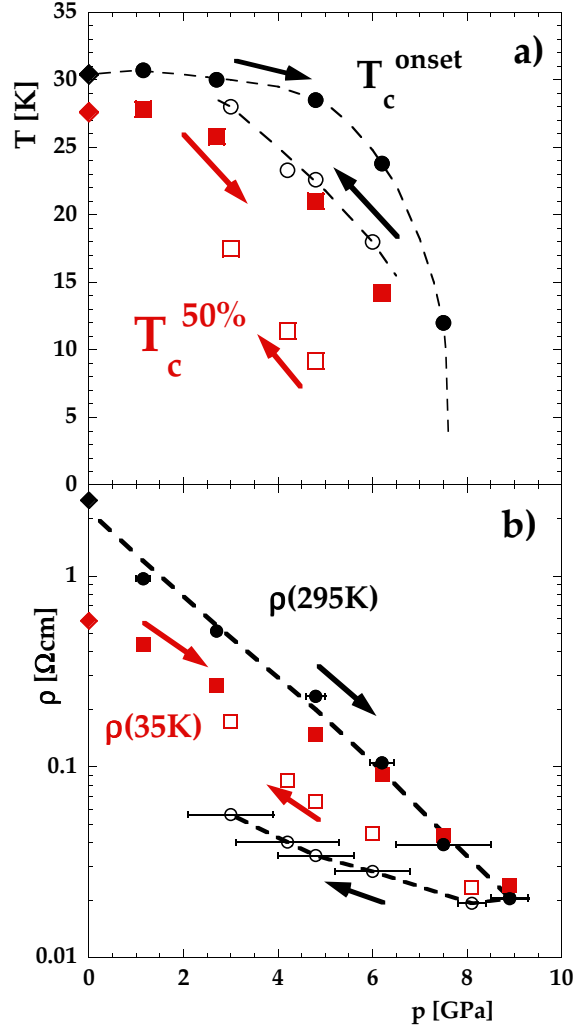 a)
T [K]
35
30
25
20
15
10
5
0
T_c^onset
T_c^50%
b)
ρ [Ωcm]
1
0.1
0.01
ρ(295K)
ρ(35K)
0 2 4 6 8 10
p [GPa]